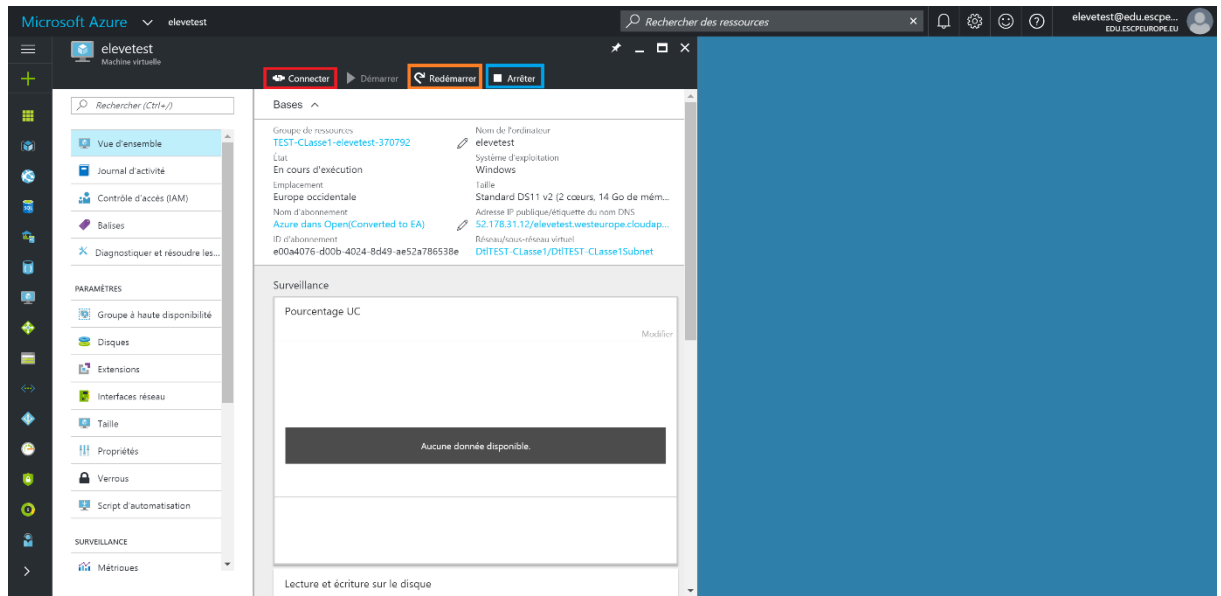 Microsoft Azure elevetest
Rechercher des ressources
elevetest@edu.escpe...
EDU.ESCPEUROPE.EU
elevetest
Machine virtuelle
Connecter Démarrer Redémarrer Arrêter
Rechercher (Ctrl+/)
Vue d'ensemble
Journal d'activité
Contrôle d'accès (IAM)
Balises
Diagnostiquer et résoudre les...
PARAMÈTRES
Groupe à haute disponibilité
Disques
Extensions
Interfaces réseau
Taille
Propriétés
Verrous
Script d'automatisation
SURVEILLANCE
Métriques
Bases
Groupe de ressources
TEST-CLasse1-elevetest-370792
État
En cours d'exécution
Emplacement
Europe occidentale
Nom d'abonnement
Azure dans Open(Converted to EA)
ID d'abonnement
e00a4076-d00b-4024-8d49-ae52a786538e
Nom de l'ordinateur
elevetest
Système d'exploitation
Windows
Taille
Standard DS11 v2 (2 cœurs, 14 Go de mém...
Adresse IP publique/étiquette du nom DNS
52.178.31.12/elevetest.westeurope.cloudap...
Réseau/sous-réseau virtuel
DtlTEST-CLasse1/DtlTEST-CLasse1Subnet
Surveillance
Pourcentage UC
Modifier
Aucune donnée disponible.
Lecture et écriture sur le disque